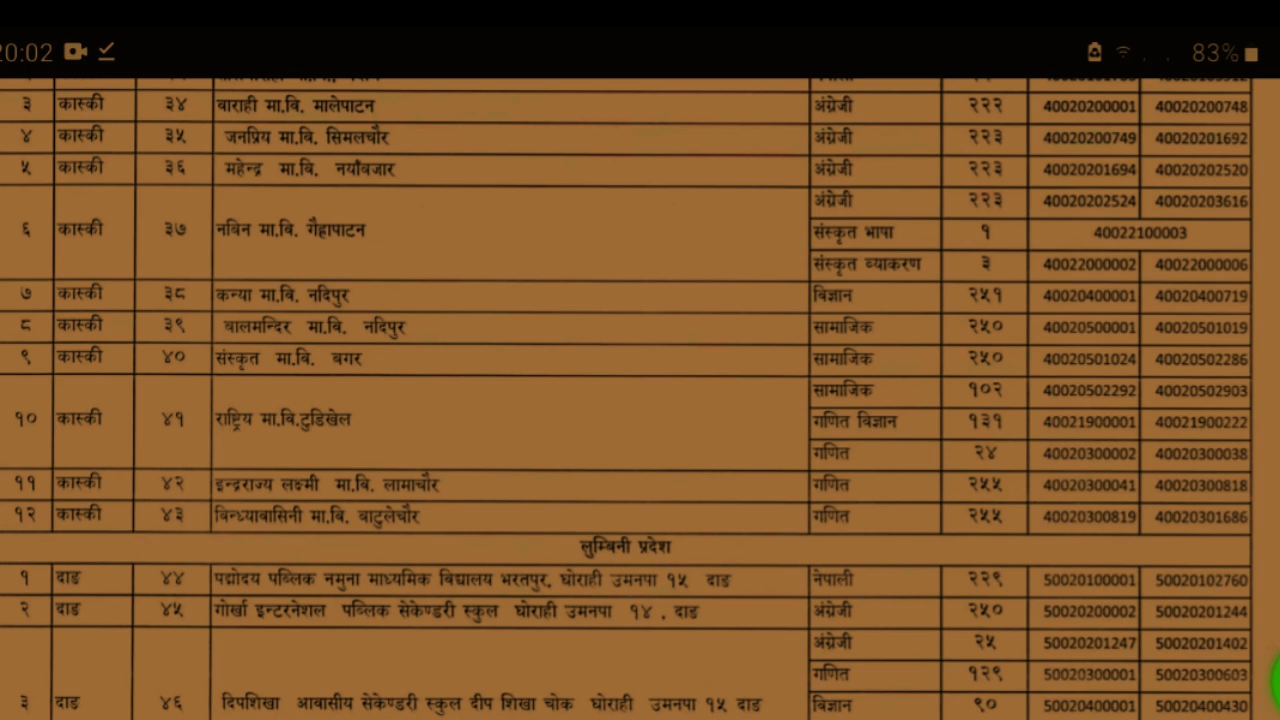 20:02 83%
३ कास्की ३४ वाराही मा.वि. मालेपाटन अंग्रेजी २२२ 40020200001 40020200748
४ कास्की ३५ जनप्रिय मा.वि. सिमलचौर अंग्रेजी २२३ 40020200749 40020201692
५ कास्की ३६ महेन्द्र मा.वि. नयाँबजार अंग्रेजी २२३ 40020201694 40020202520
अंग्रेजी २२३ 40020202524 40020203616
६ कास्की ३७ नविन मा.वि. गैह्रापाटन संस्कृत भाषा १ 40022100003
संस्कृत व्याकरण ३ 40022000002 40022000006
७ कास्की ३८ कन्या मा.वि. नदिपुर विज्ञान २५१ 40020400001 40020400719
८ कास्की ३९ बालमन्दिर मा.वि. नदिपुर सामाजिक २५० 40020500001 40020501019
९ कास्की ४० संस्कृत मा.वि. बगर सामाजिक २५० 40020501024 40020502286
सामाजिक १०२ 40020502292 40020502903
१० कास्की ४१ राष्ट्रिय मा.वि.टुडिखेल गणित विज्ञान १३१ 40021900001 40021900222
गणित २४ 40020300002 40020300038
११ कास्की ४२ इन्द्रराज्य लक्ष्मी मा.वि. लामाचौर गणित २५५ 40020300041 40020300818
१२ कास्की ४३ विन्ध्यावासिनी मा.वि. बाटुलेचौर गणित २५५ 40020300819 40020301686
लुम्बिनी प्रदेश
१ दाङ ४४ पद्मोदय पब्लिक नमुना माध्यमिक विद्यालय भरतपुर, घोराही उमनपा १५ दाङ नेपाली २२९ 50020100001 50020102760
२ दाङ ४५ गोर्खा इन्टरनेशल पब्लिक सेकेण्डरी स्कुल घोराही उमनपा १४ , दाङ अंग्रेजी २५० 50020200002 50020201244
अंग्रेजी २५ 50020201247 50020201402
गणित १२९ 50020300001 50020300603
३ दाङ ४६ दिपशिखा आवासीय सेकेण्डरी स्कुल दीप शिखा चोक घोराही उमनपा १५ दाङ विज्ञान ९० 50020400001 50020400430